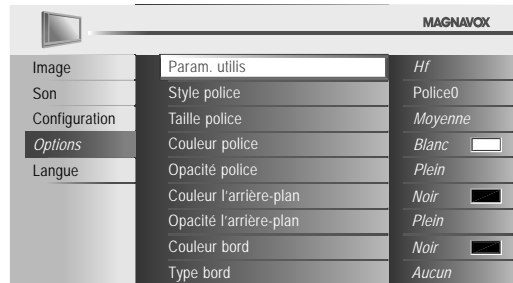 MAGNAVOX
Image
Son
Configuration
Options
Langue
Param. utilis
Style police
Taille police
Couleur police
Opacité police
Couleur l'arrière-plan
Opacité l'arrière-plan
Couleur bord
Type bord
Hf
Police0
Moyenne
Blanc
Plein
Noir
Plein
Noir
Aucun